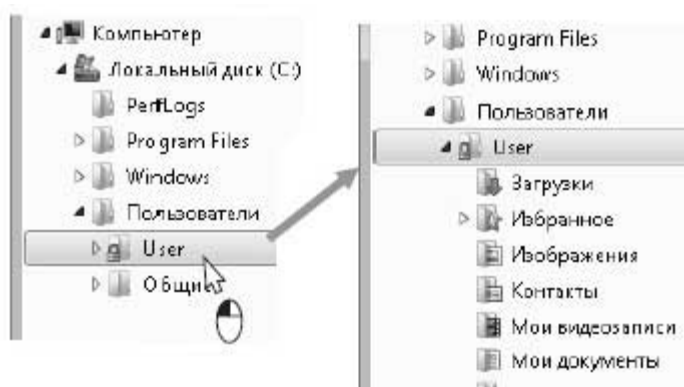 Компьютер
Локальный диск (C:)
PerfLogs
Program Files
Windows
Пользователи
User
Общие
Program Files
Windows
Пользователи
User
Загрузки
Избранное
Изображения
Контакты
Мои видеозаписи
Мои документы